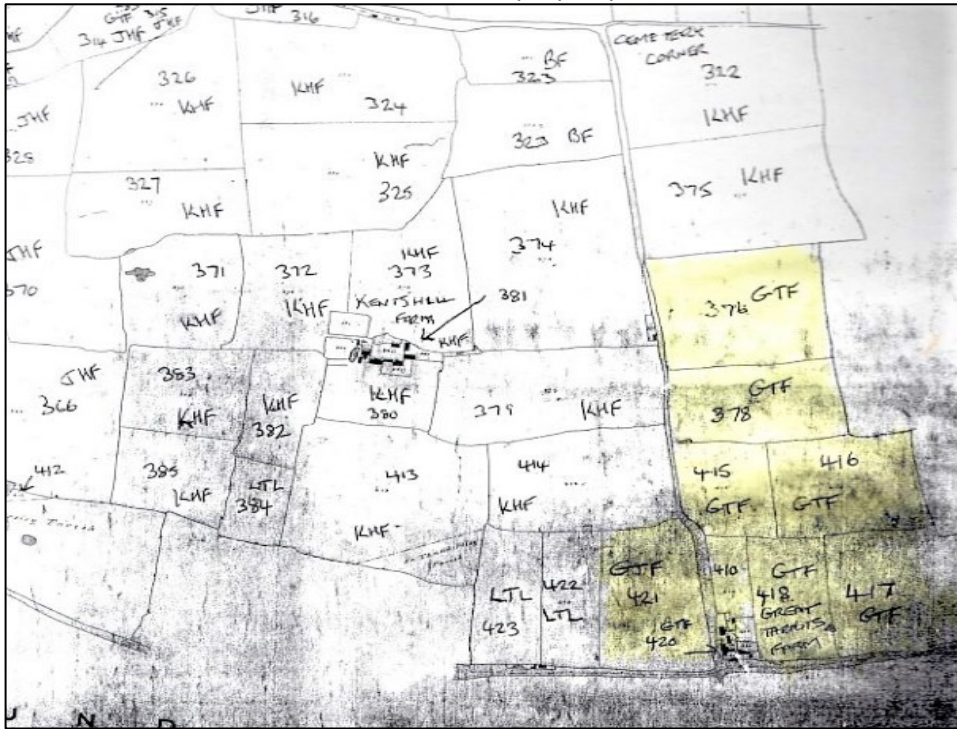 GTF 315
314 JHF JHF
316
326
KHF
KHF
324
BF
323
CEMETERY
CORNER
322
KHF
JHF
328
KHF
325
323 BF
327
KHF
375 KHF
KHF
374
JHF
370
371
KHF
372
KHF
KHF
373
KENTSHILL
FARM
381
KHF
376 GTF
JHF
366
383
KHF
KHF
382
KHF
380
379 KHF
GTF
378
412
385
KHF
LTL
384
413
KHF
414
KHF
415
GTF
416
GTF
LTL
423
422
LTL
GTF
421
GTF
420
410
GTF
418
GREAT
FARM
417
GTF
U N D